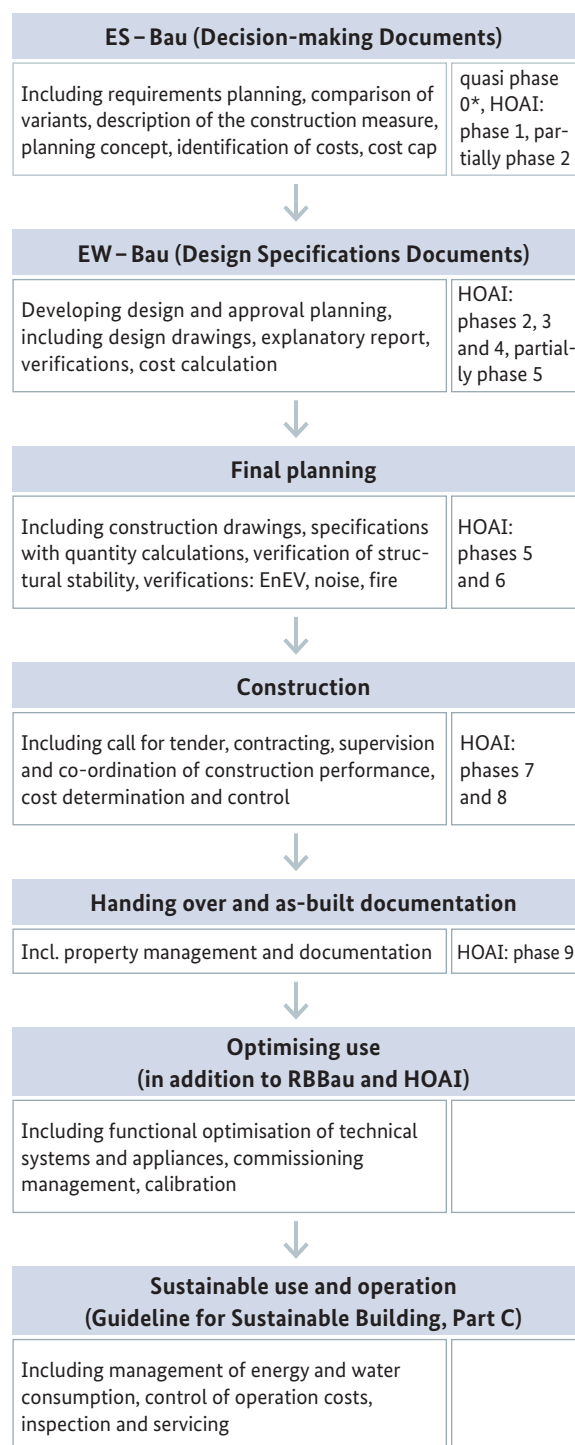 ES – Bau (Decision-making Documents)
Including requirements planning, comparison of
variants, description of the construction measure,
planning concept, identification of costs, cost cap
quasi phase
0*, HOAI:
phase 1, par-
tially phase 2
EW – Bau (Design Specifications Documents)
Developing design and approval planning,
including design drawings, explanatory report,
verifications, cost calculation
HOAI:
phases 2, 3
and 4, partial-
ly phase 5
Final planning
Including construction drawings, specifications
with quantity calculations, verification of struc-
tural stability, verifications: EnEV, noise, fire
HOAI:
phases 5
and 6
Construction
Including call for tender, contracting, supervision
and co-ordination of construction performance,
cost determination and control
HOAI:
phases 7
and 8
Handing over and as-built documentation
Incl. property management and documentation
HOAI: phase 9
Optimising use
(in addition to RBBau and HOAI)
Including functional optimisation of technical
systems and appliances, commissioning
management, calibration
Sustainable use and operation
(Guideline for Sustainable Building, Part C)
Including management of energy and water
consumption, control of operation costs,
inspection and servicing